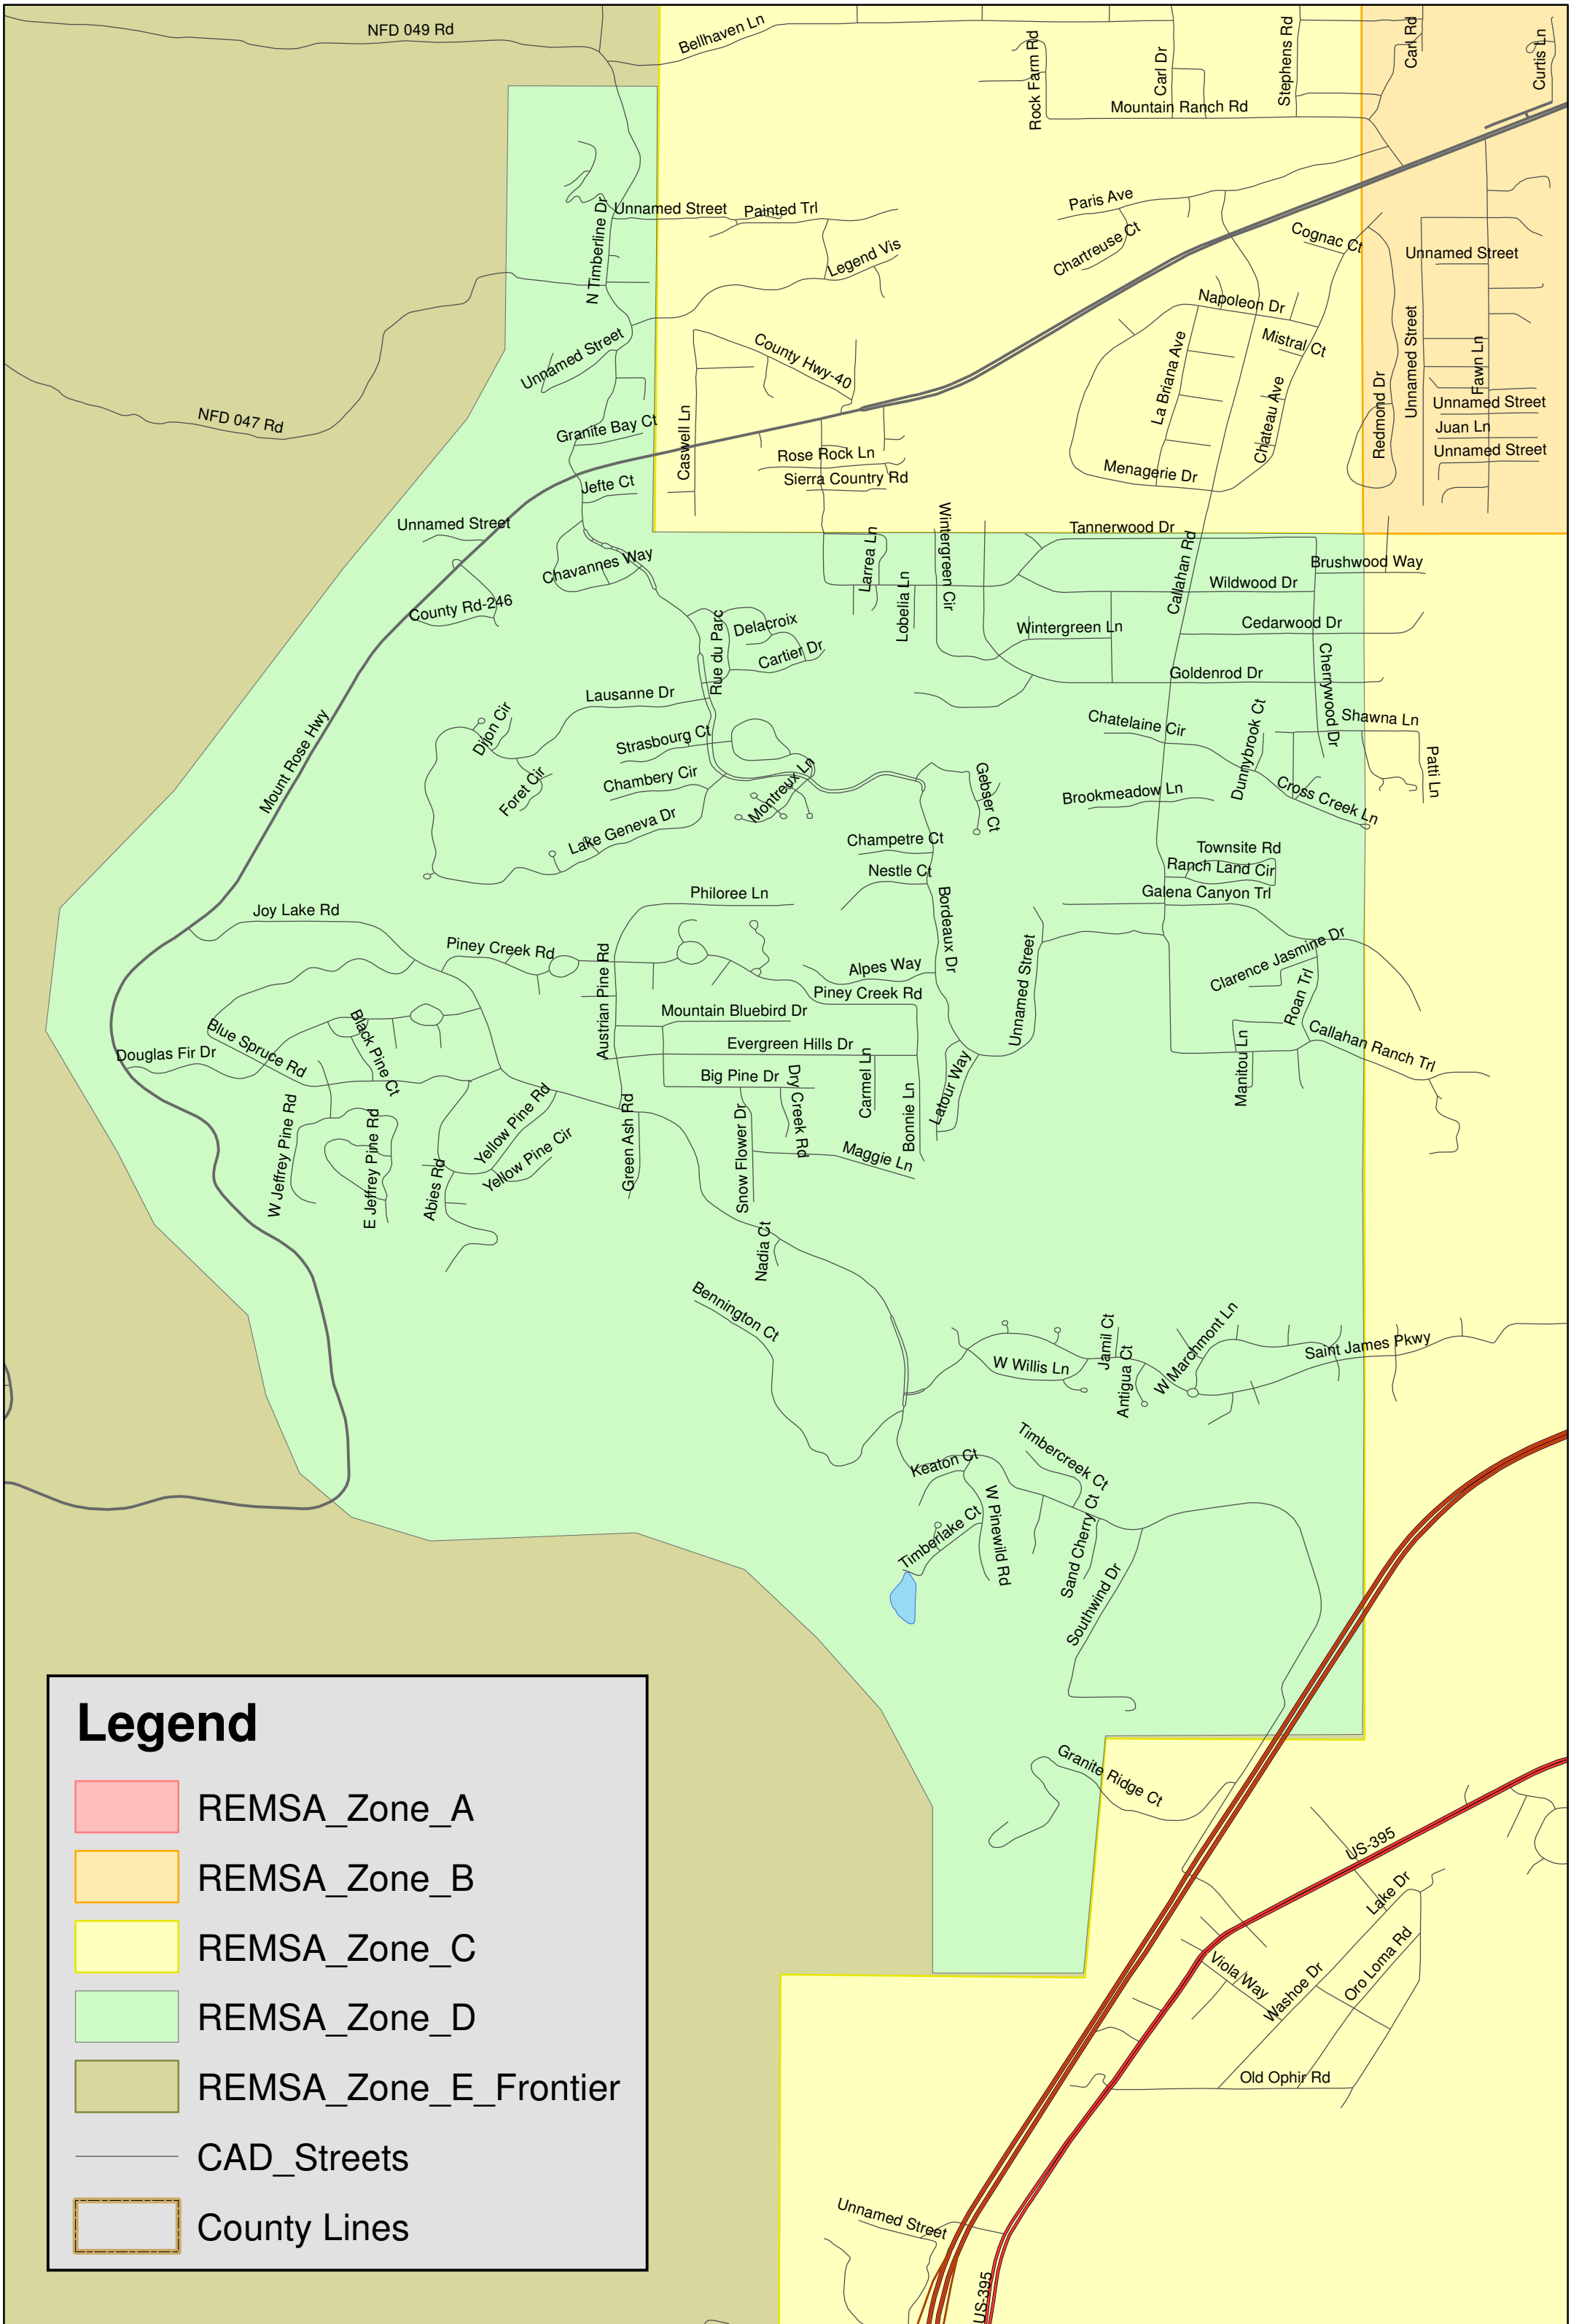 NFD 049 Rd
Bellhaven Ln
Rock Farm Rd
Carl Dr
Stephens Rd
Carl Rd
Curtis Ln
Mountain Ranch Rd
N Timberline Dr
Unnamed Street
Painted Trl
Legend Vis
Paris Ave
Chartreuse Ct
Cognac Ct
Unnamed Street
Napoleon Dr
Mistral Ct
La Briana Ave
Chateau Ave
Redmond Dr
Unnamed Street
Fawn Ln
Unnamed Street
County Hwy-40
NFD 047 Rd
Granite Bay Ct
Caswell Ln
Unnamed Street
Juan Ln
Unnamed Street
Rose Rock Ln
Sierra Country Rd
Menagerie Dr
Jefte Ct
Unnamed Street
Chavannes Way
Larrea Ln
Wintergreen Cir
Tannerwood Dr
Callahan Rd
Brushwood Way
Wildwood Dr
Lobelia Ln
County Rd-246
Rue du Parc
Delacroix
Cartier Dr
Wintergreen Ln
Cedarwood Dr
Goldenrod Dr
Cherrywood Dr
Lausanne Dr
Dijon Cir
Strasbourg Ct
Chatelaine Cir
Dunnybrook Ct
Shawna Ln
Patti Ln
Mount Rose Hwy
Foret Cir
Chambery Cir
Montreux Ln
Gebser Ct
Brookmeadow Ln
Cross Creek Ln
Lake Geneva Dr
Champetre Ct
Townsite Rd
Nestle Ct
Ranch Land Cir
Philoree Ln
Galena Canyon Trl
Joy Lake Rd
Bordeaux Dr
Piney Creek Rd
Austrian Pine Rd
Alpes Way
Unnamed Street
Clarence Jasmine Dr
Piney Creek Rd
Roan Trl
Mountain Bluebird Dr
Black Pine Ct
Blue Spruce Rd
Douglas Fir Dr
Evergreen Hills Dr
Callahan Ranch Trl
Manitou Ln
Big Pine Dr
Dry Creek Rd
Carmel Ln
Bonnie Ln
Latour Way
W Jeffrey Pine Rd
E Jeffrey Pine Rd
Abies Rd
Yellow Pine Rd
Yellow Pine Cir
Green Ash Rd
Snow Flower Dr
Maggie Ln
Nadia Ct
Bennington Ct
W Willis Ln
Jamil Ct
Antigua Ct
W Marchmont Ln
Saint James Pkwy
Keaton Ct
Timbercreek Ct
W Pinewild Rd
Sand Cherry Ct
Timberlake Ct
Southwind Dr
Granite Ridge Ct
US-395
Lake Dr
Viola Way
Washoe Dr
Oro Loma Rd
Old Ophir Rd
Unnamed Street
US-395
Legend
REMSA_Zone_A
REMSA_Zone_B
REMSA_Zone_C
REMSA_Zone_D
REMSA_Zone_E_Frontier
CAD_Streets
County Lines